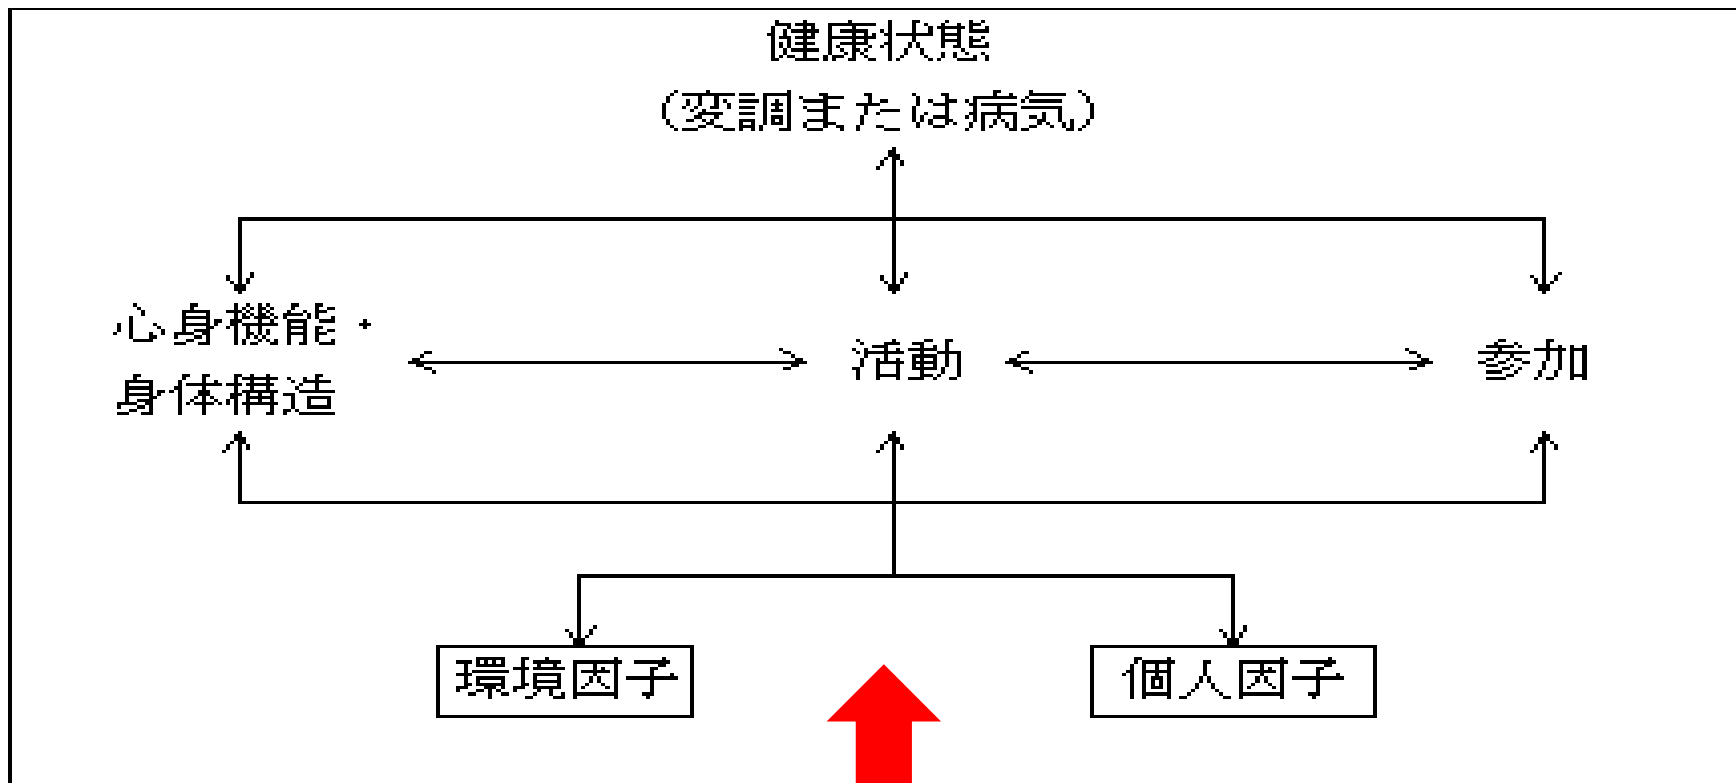 健康状態
（変調または病気）
心身機能・
身体構造
活動
参加
環境因子
個人因子